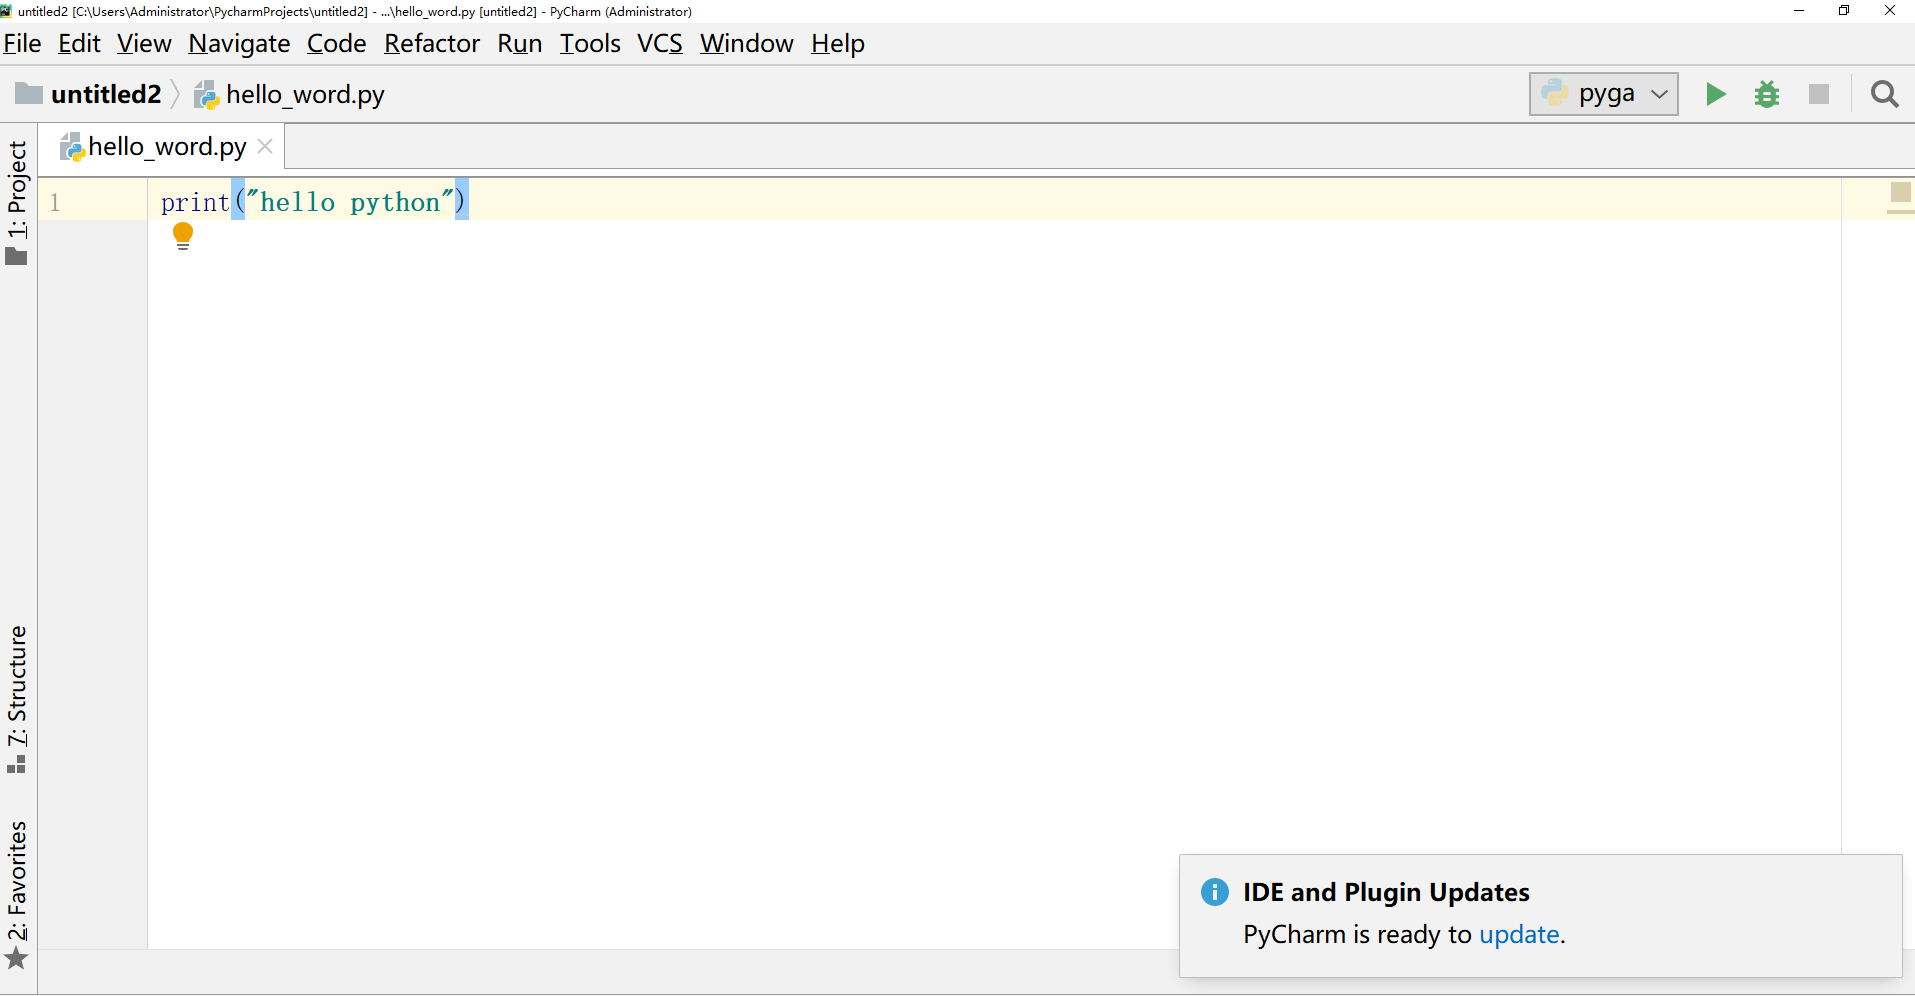 untitled2 [C:\Users\Administrator\PycharmProjects\untitled2] - ...\hello_word.py [untitled2] - PyCharm (Administrator)
File Edit View Navigate Code Refactor Run Tools VCS Window Help
untitled2 hello_word.py pyga
hello_word.py
1: Project
1 print("hello python")
7: Structure
2: Favorites
IDE and Plugin Updates
PyCharm is ready to update.